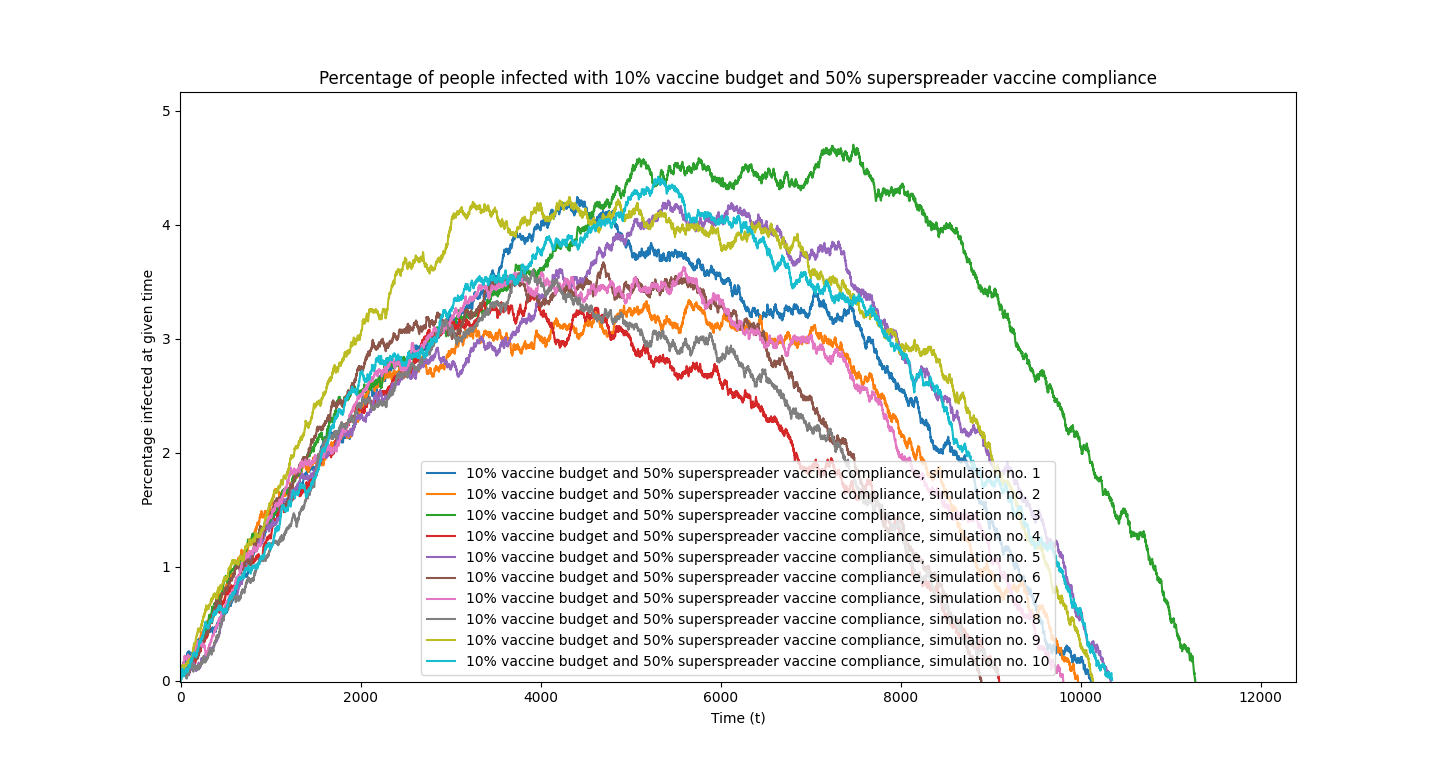 Percentage of people infected with 10% vaccine budget and 50% superspreader vaccine compliance
Percentage infected at given time
5
4
3
2
1
0
10% vaccine budget and 50% superspreader vaccine compliance, simulation no. 1
10% vaccine budget and 50% superspreader vaccine compliance, simulation no. 2
10% vaccine budget and 50% superspreader vaccine compliance, simulation no. 3
10% vaccine budget and 50% superspreader vaccine compliance, simulation no. 4
10% vaccine budget and 50% superspreader vaccine compliance, simulation no. 5
10% vaccine budget and 50% superspreader vaccine compliance, simulation no. 6
10% vaccine budget and 50% superspreader vaccine compliance, simulation no. 7
10% vaccine budget and 50% superspreader vaccine compliance, simulation no. 8
10% vaccine budget and 50% superspreader vaccine compliance, simulation no. 9
10% vaccine budget and 50% superspreader vaccine compliance, simulation no. 10
0 2000 4000 6000 8000 10000 12000
Time (t)